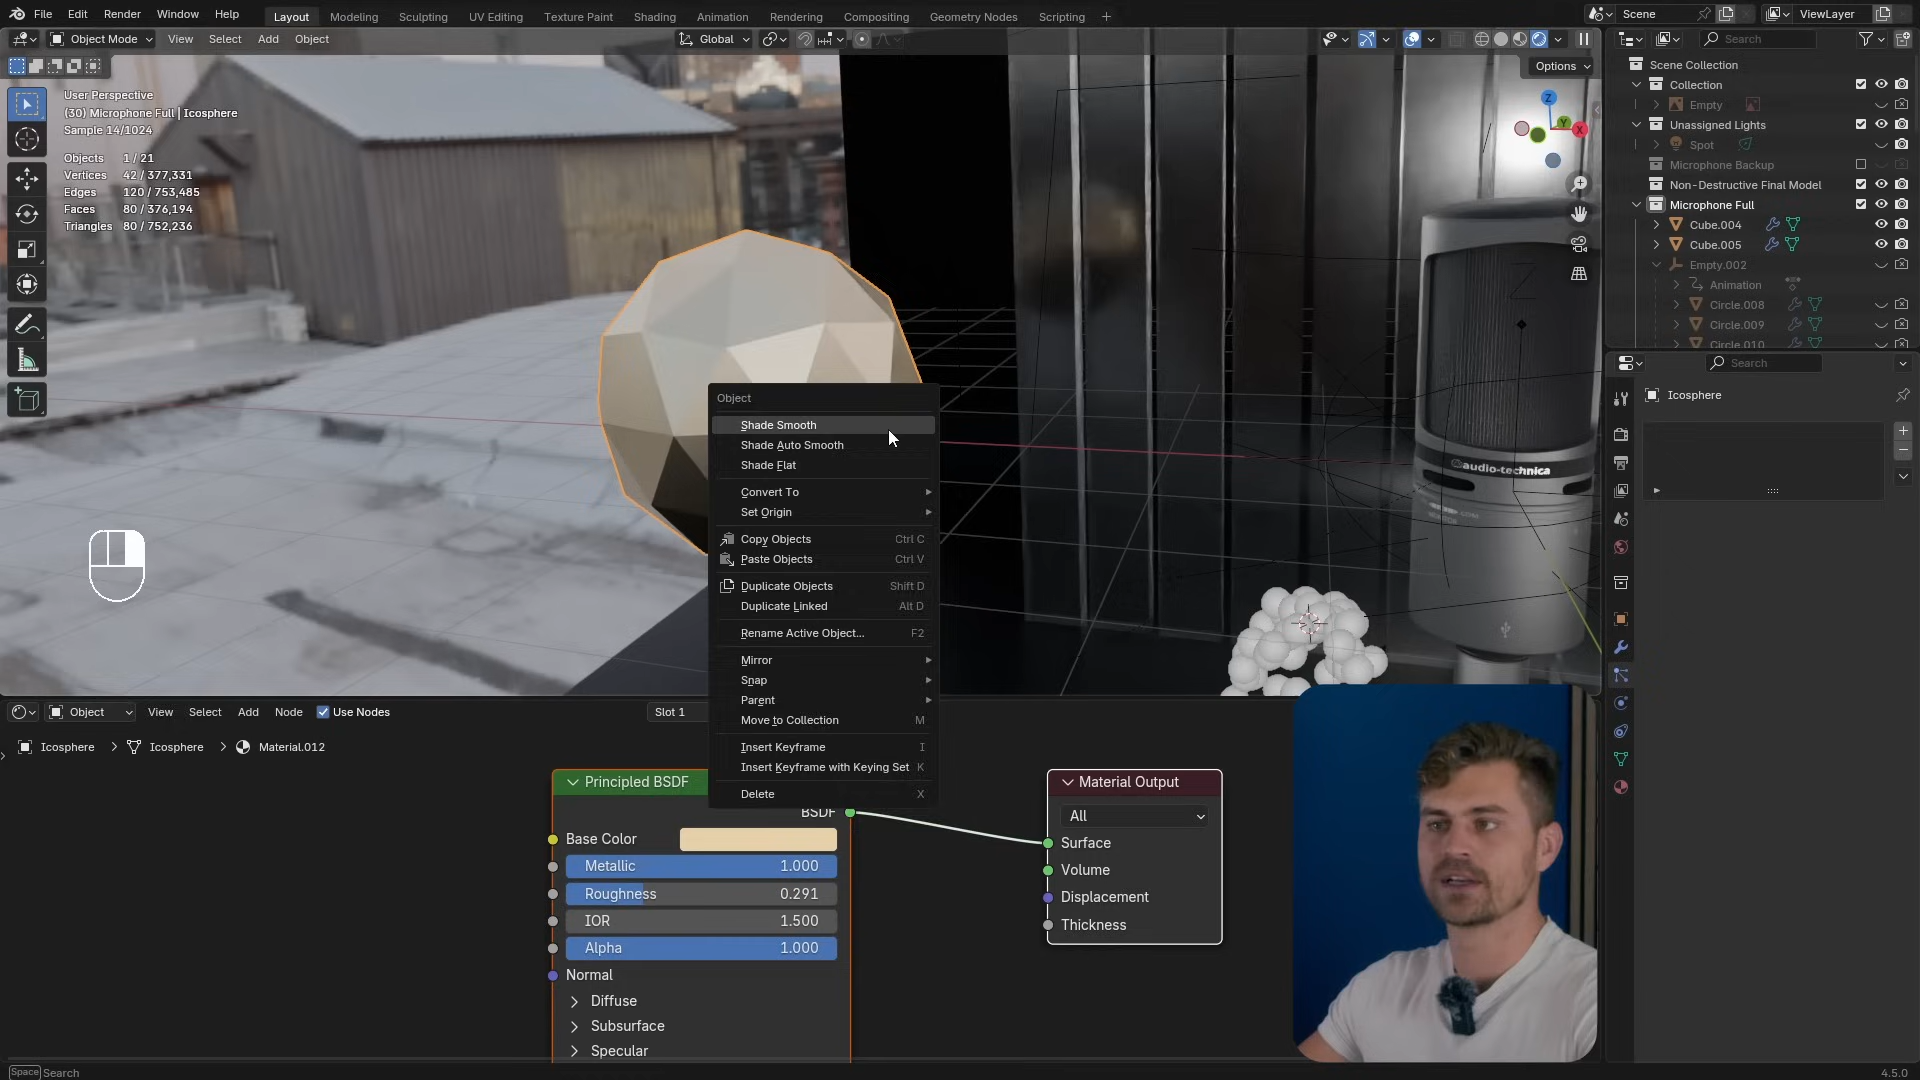 File Edit Render Window Help
Layout Modeling Sculpting UV Editing Texture Paint Shading Animation Rendering Compositing Geometry Nodes Scripting +
Scene
ViewLayer
Object Mode View Select Add Object
Global
Options
User Perspective
(30) Microphone Full | Icosphere
Sample 14/1024
Objects 1 / 21
Vertices 42 / 377,331
Edges 120 / 753,485
Faces 80 / 376,194
Triangles 80 / 752,236
Z
Y
X
audio-technica
Object
Shade Smooth
Shade Auto Smooth
Shade Flat
Convert To
Set Origin
Copy Objects Ctrl C
Paste Objects Ctrl V
Duplicate Objects Shift D
Duplicate Linked Alt D
Rename Active Object... F2
Mirror
Snap
Parent
Move to Collection M
Insert Keyframe I
Insert Keyframe with Keying Set K
Delete X
Search
Scene Collection
Collection
Empty
Unassigned Lights
Spot
Microphone Backup
Non-Destructive Final Model
Microphone Full
Cube.004
Cube.005
Empty.002
Animation
Circle.008
Circle.009
Circle.010
Search
Icosphere
Object View Select Add Node Use Nodes Slot 1
Icosphere > Icosphere > Material.012
Principled BSDF
BSDF
Base Color
Metallic 1.000
Roughness 0.291
IOR 1.500
Alpha 1.000
Normal
Diffuse
Subsurface
Specular
Material Output
All
Surface
Volume
Displacement
Thickness
Space Search
4.5.0